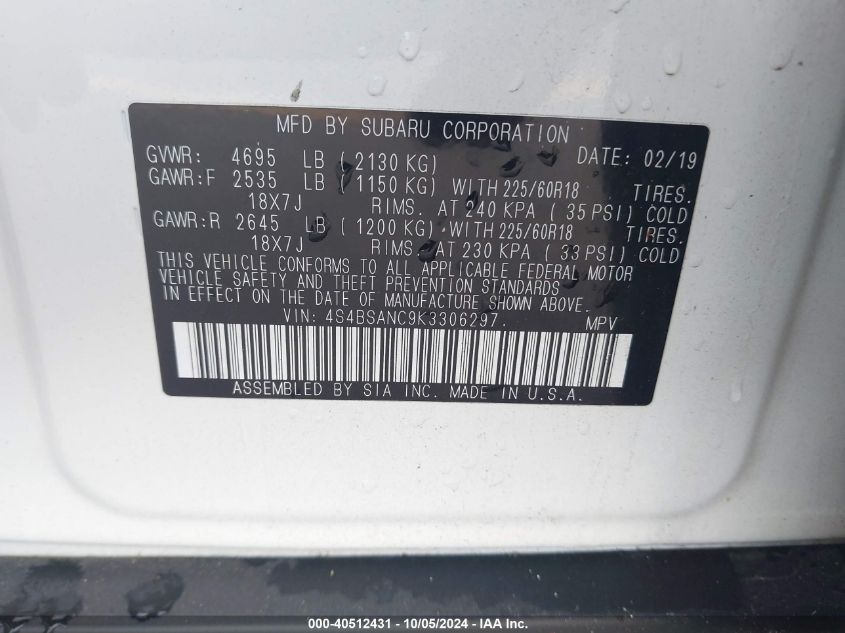 MFD BY SUBARU CORPORATION
GVWR: 4695 LB ( 2130 KG) DATE: 02/19
GAWR:F 2535 LB ( 1150 KG) WITH 225/60R18 TIRES.
18X7J RIMS. AT 240 KPA ( 35 PSI) COLD
GAWR:R 2645 LB ( 1200 KG) WITH 225/60R18 TIRES.
18X7J RIMS AT 230 KPA ( 33 PSI) COLD
THIS VEHICLE CONFORMS TO ALL APPLICABLE FEDERAL MOTOR
VEHICLE SAFETY AND THEFT PREVENTION STANDARDS
IN EFFECT ON THE DATE OF MANUFACTURE SHOWN ABOVE.
VIN: 4S4BSANC9K3306297. MPV
ASSEMBLED BY SIA INC. MADE IN U.S.A.
000-40512431 - 10/05/2024 - IAA Inc.